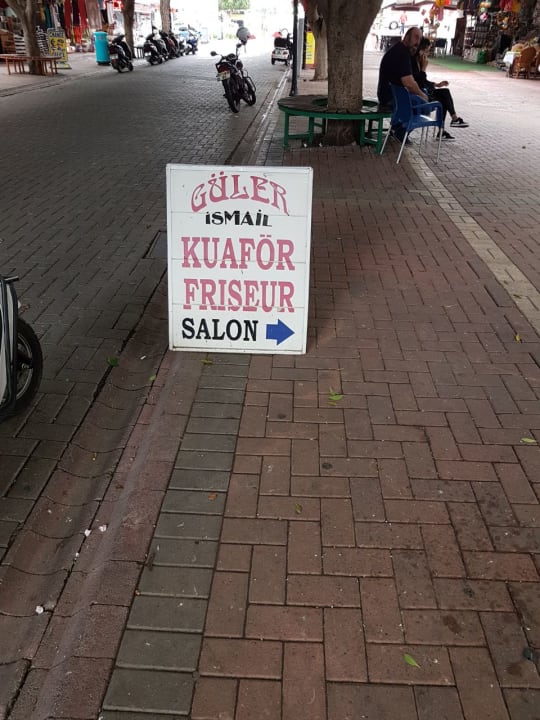 GÜLER
İSMAİL
KUAFÖR
FRISEUR
SALON